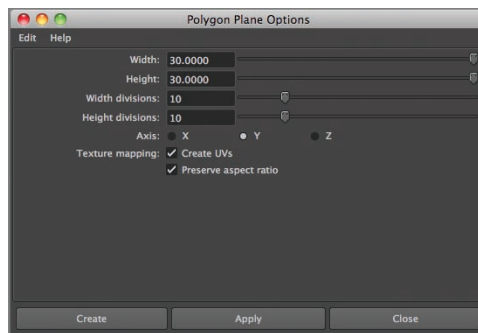 Polygon Plane Options
Edit Help
Width: 30.0000
Height: 30.0000
Width divisions: 10
Height divisions: 10
Axis: X Y Z
Texture mapping: Create UVs
Preserve aspect ratio
Create Apply Close